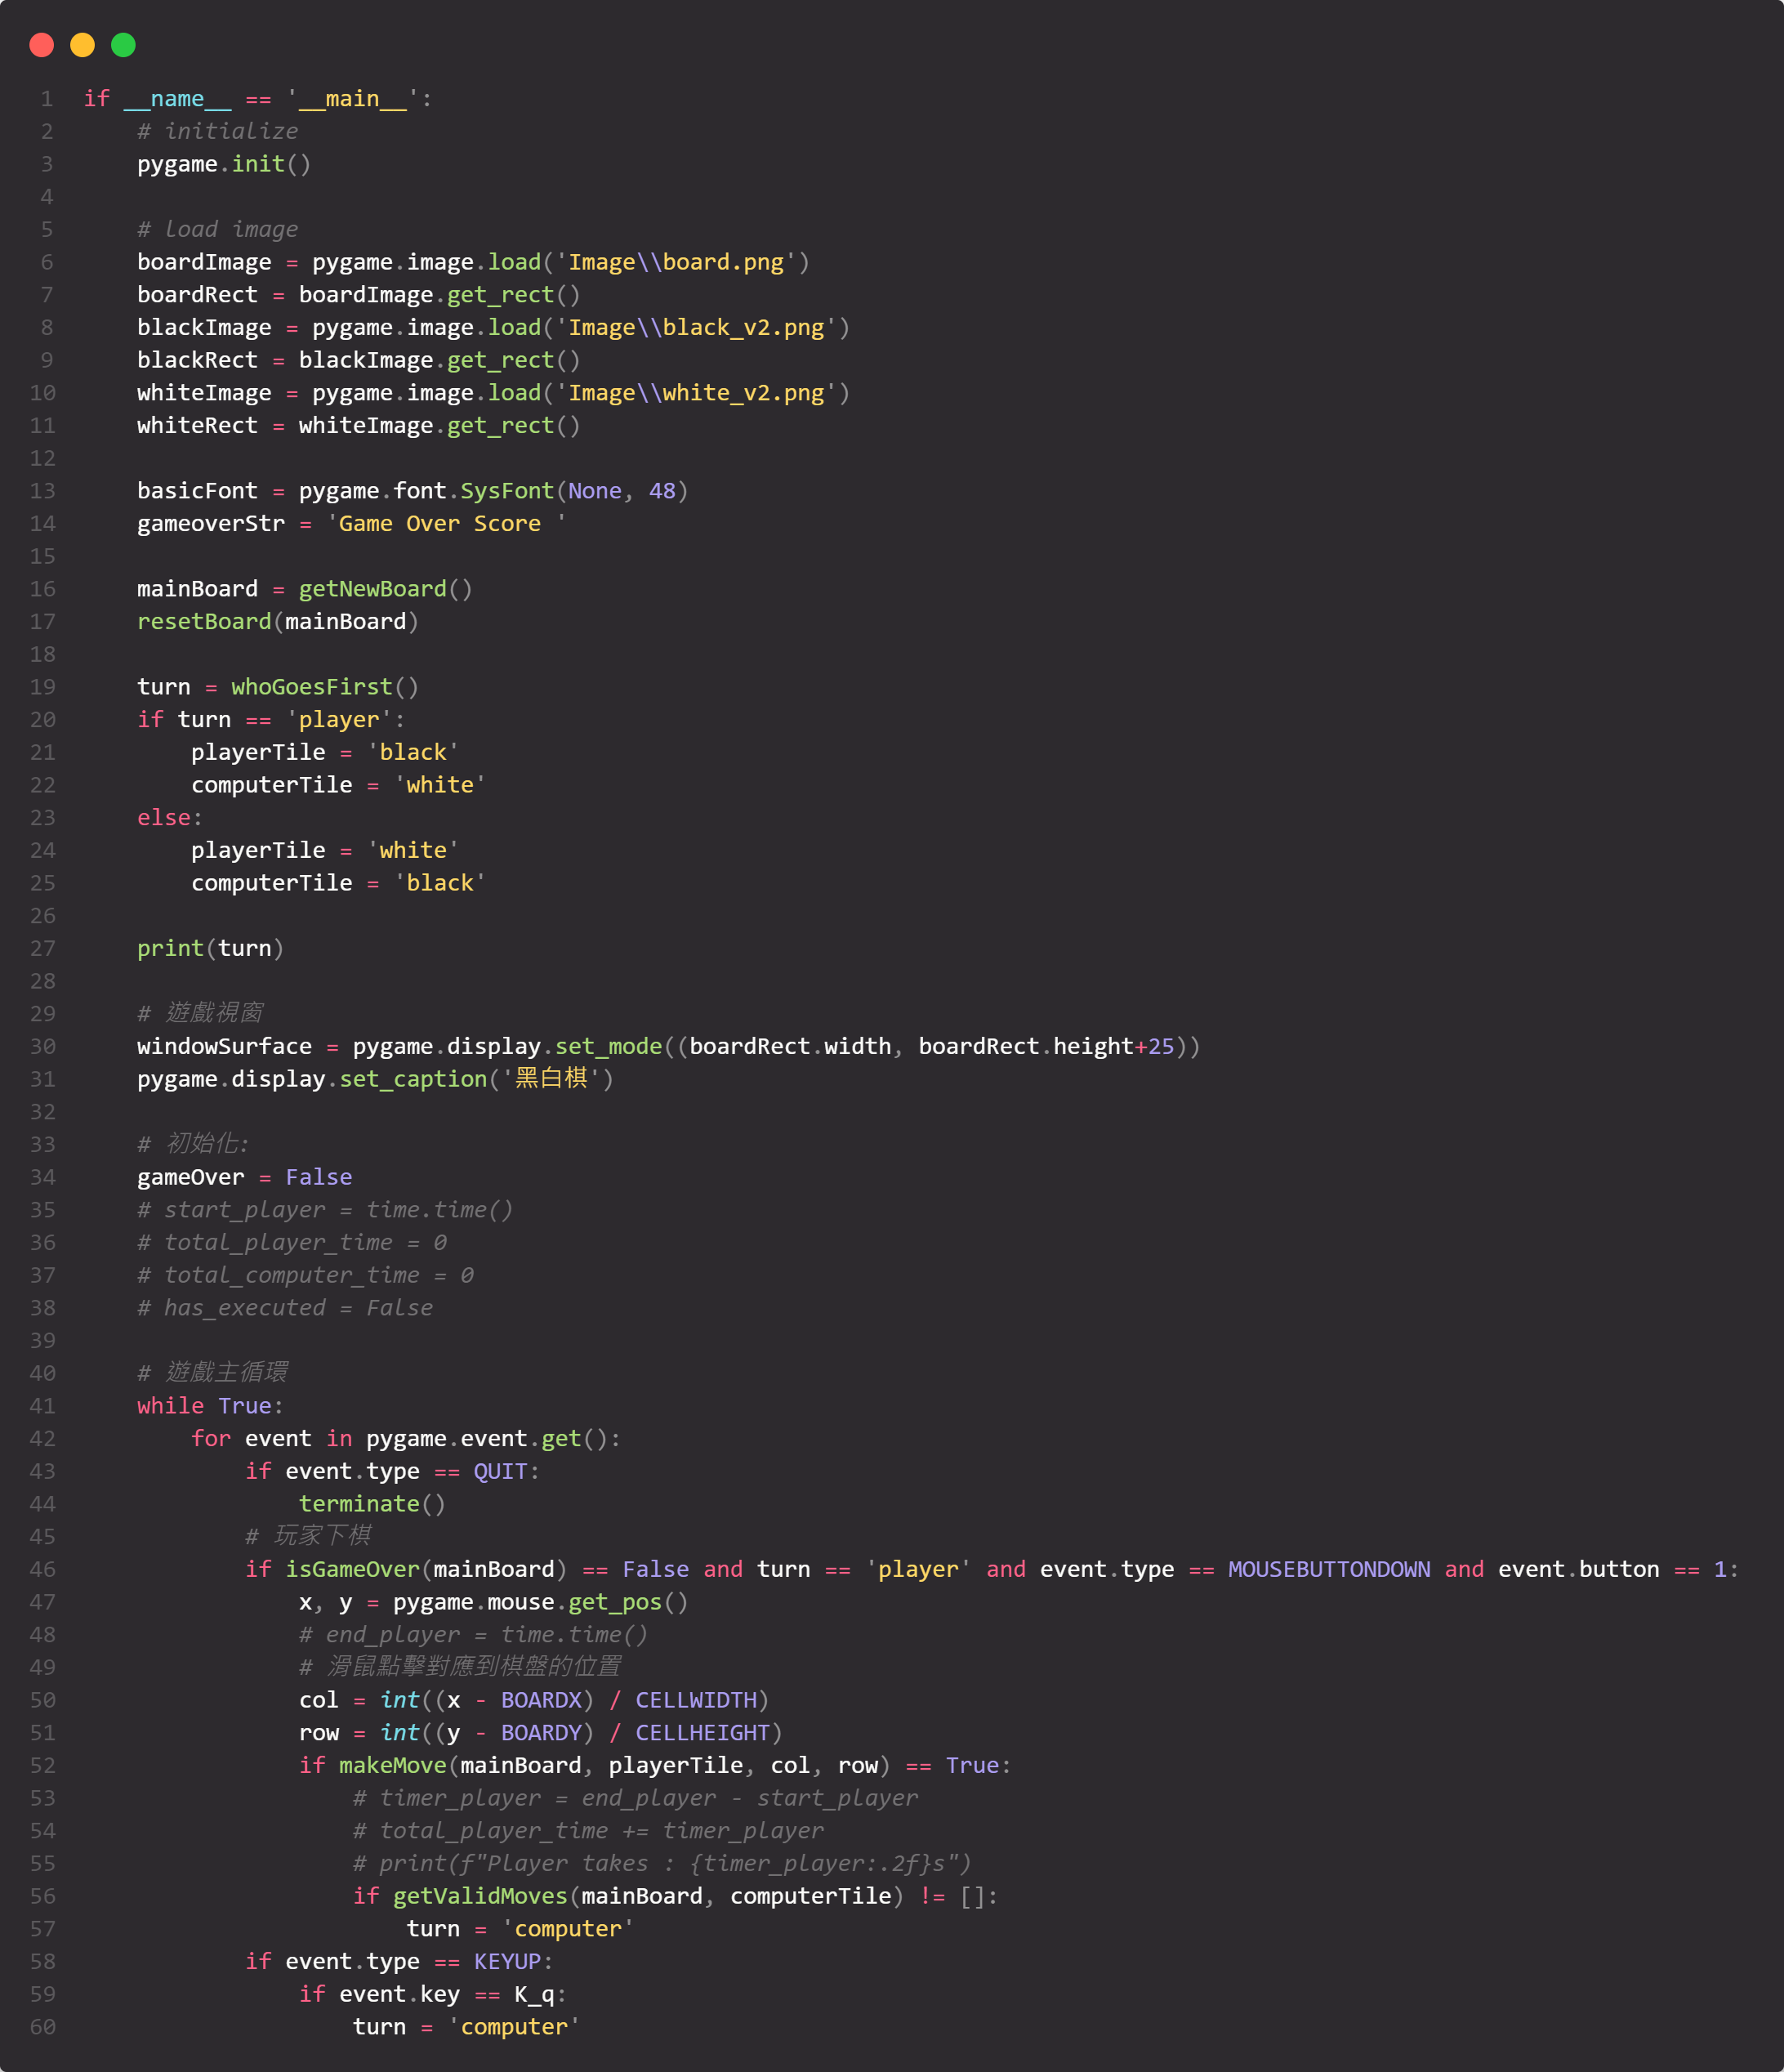 1 if __name__ == '__main__':
2     # initialize
3     pygame.init()
4
5     # load image
6     boardImage = pygame.image.load('Image\\board.png')
7     boardRect = boardImage.get_rect()
8     blackImage = pygame.image.load('Image\\black_v2.png')
9     blackRect = blackImage.get_rect()
10     whiteImage = pygame.image.load('Image\\white_v2.png')
11     whiteRect = whiteImage.get_rect()
12
13     basicFont = pygame.font.SysFont(None, 48)
14     gameoverStr = 'Game Over Score '
15
16     mainBoard = getNewBoard()
17     resetBoard(mainBoard)
18
19     turn = whoGoesFirst()
20     if turn == 'player':
21         playerTile = 'black'
22         computerTile = 'white'
23     else:
24         playerTile = 'white'
25         computerTile = 'black'
26
27     print(turn)
28
29     # 遊戲視窗
30     windowSurface = pygame.display.set_mode((boardRect.width, boardRect.height+25))
31     pygame.display.set_caption('黑白棋')
32
33     # 初始化:
34     gameOver = False
35     # start_player = time.time()
36     # total_player_time = 0
37     # total_computer_time = 0
38     # has_executed = False
39
40     # 遊戲主循環
41     while True:
42         for event in pygame.event.get():
43             if event.type == QUIT:
44                 terminate()
45             # 玩家下棋
46             if isGameOver(mainBoard) == False and turn == 'player' and event.type == MOUSEBUTTONDOWN and event.button == 1:
47                 x, y = pygame.mouse.get_pos()
48                 # end_player = time.time()
49                 # 滑鼠點擊對應到棋盤的位置
50                 col = int((x - BOARDX) / CELLWIDTH)
51                 row = int((y - BOARDY) / CELLHEIGHT)
52                 if makeMove(mainBoard, playerTile, col, row) == True:
53                     # timer_player = end_player - start_player
54                     # total_player_time += timer_player
55                     # print(f"Player takes : {timer_player:.2f}s")
56                     if getValidMoves(mainBoard, computerTile) != []:
57                         turn = 'computer'
58             if event.type == KEYUP:
59                 if event.key == K_q:
60                     turn = 'computer'